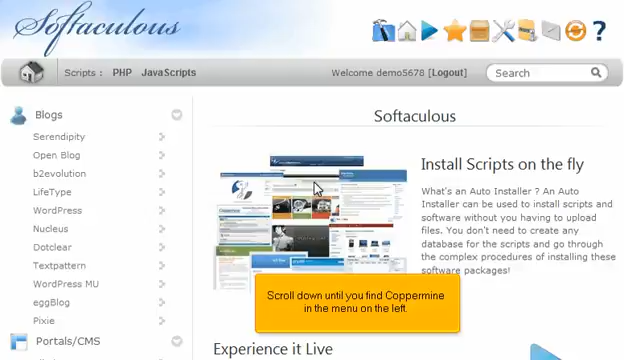 Softaculous
Scripts : PHP JavaScripts
Welcome demo5678 [Logout]
Search
Blogs
Serendipity
Open Blog
b2evolution
LifeType
WordPress
Nucleus
Dotclear
Textpattern
WordPress MU
eggBlog
Pixie
Portals/CMS
Softaculous
Install Scripts on the fly
What's an Auto Installer ? An Auto
Installer can be used to install scripts and
software without you having to upload
files. You don't need to create any
database for the scripts and go through
the complex procedures of installing these
software packages!
Scroll down until you find Coppermine
in the menu on the left.
Experience it Live